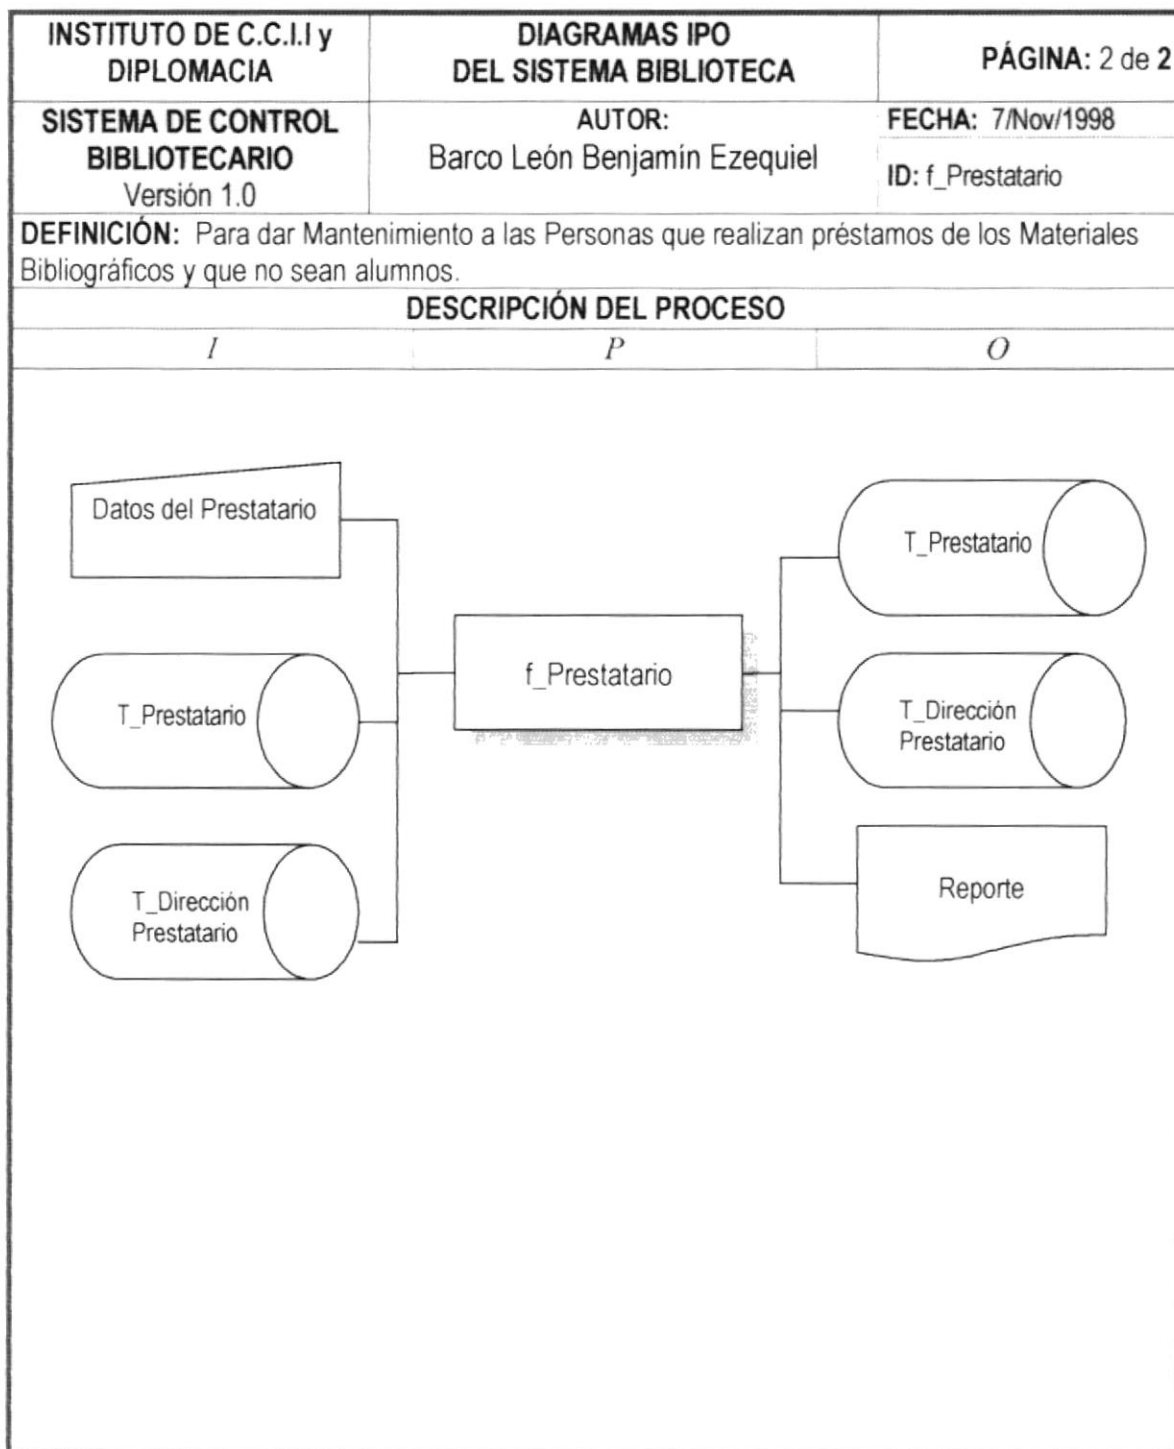 INSTITUTO DE C.C.I.I y
DIPLOMACIA
DIAGRAMAS IPO
DEL SISTEMA BIBLIOTECA
PÁGINA: 2 de 2
SISTEMA DE CONTROL
BIBLIOTECARIO
Versión 1.0
AUTOR:
Barco León Benjamín Ezequiel
FECHA: 7/Nov/1998
ID: f_Prestatario
DEFINICIÓN: Para dar Mantenimiento a las Personas que realizan préstamos de los Materiales
Bibliográficos y que no sean alumnos.
DESCRIPCIÓN DEL PROCESO
I P O
Datos del Prestatario
T_Prestatario
T_Dirección
Prestatario
f_Prestatario
T_Prestatario
T_Dirección
Prestatario
Reporte